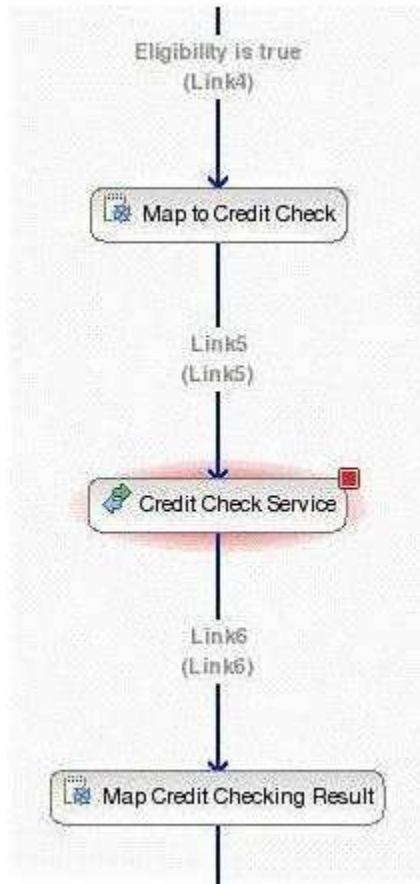 Eligibility is true
(Link4)
Map to Credit Check
Link5
(Link5)
Credit Check Service
Link6
(Link6)
Map Credit Checking Result